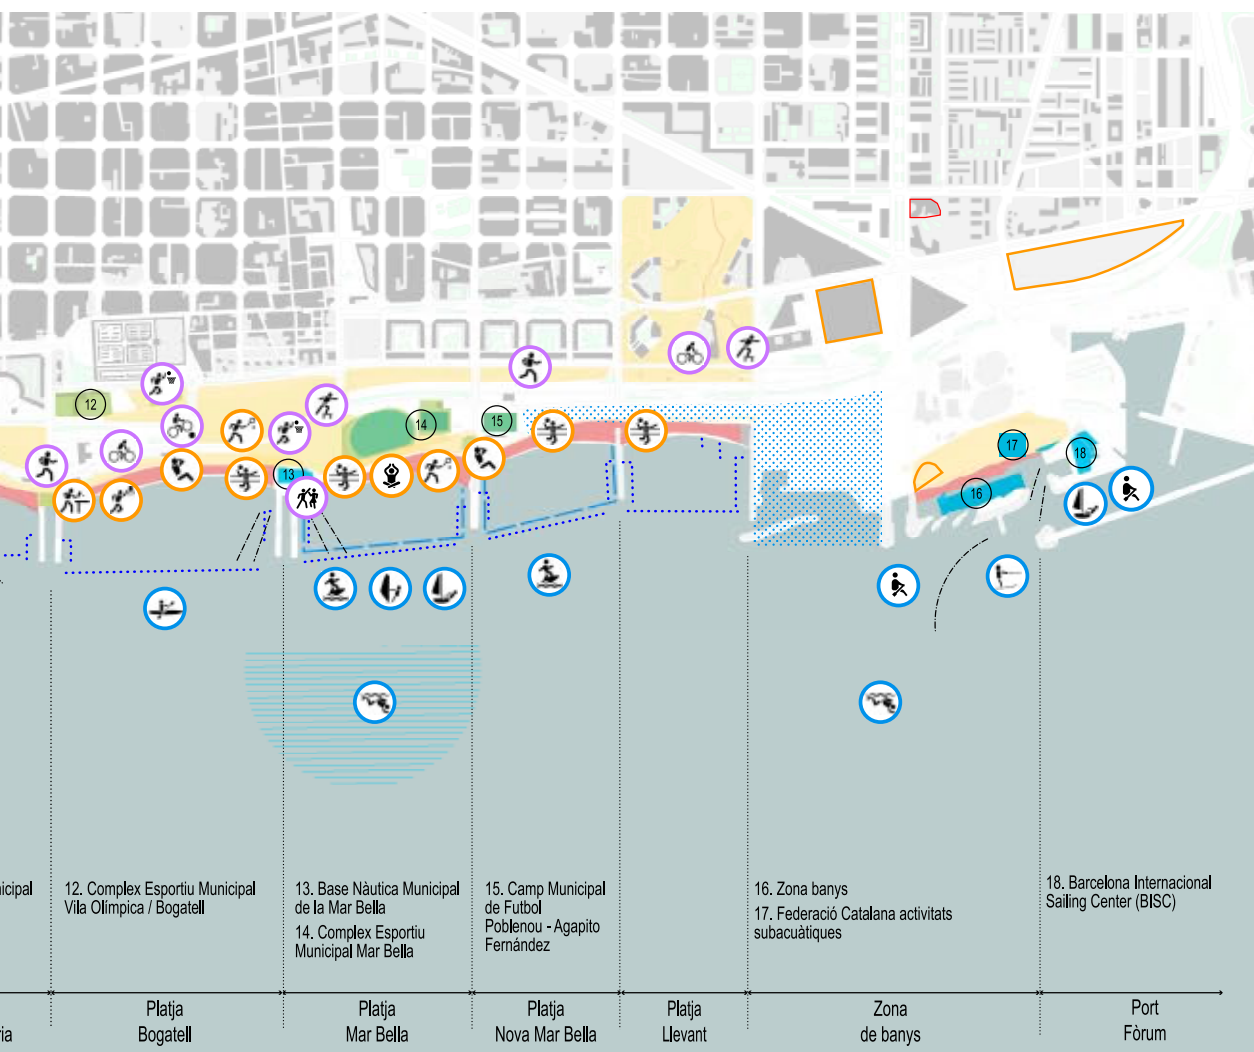 12
13
14
15
16
17
18
nicipal
12. Complex Esportiu Municipal
Vila Olímpica / Bogatell
13. Base Nàutica Municipal
de la Mar Bella
14. Complex Esportiu
Municipal Mar Bella
15. Camp Municipal
de Futbol
Poblenou - Agapito
Fernández
16. Zona banys
17. Federació Catalana activitats
subacuàtiques
18. Barcelona Internacional
Sailing Center (BISC)
ria
Platja
Bogatell
Platja
Mar Bella
Platja
Nova Mar Bella
Platja
Llevant
Zona
de banys
Port
Fòrum